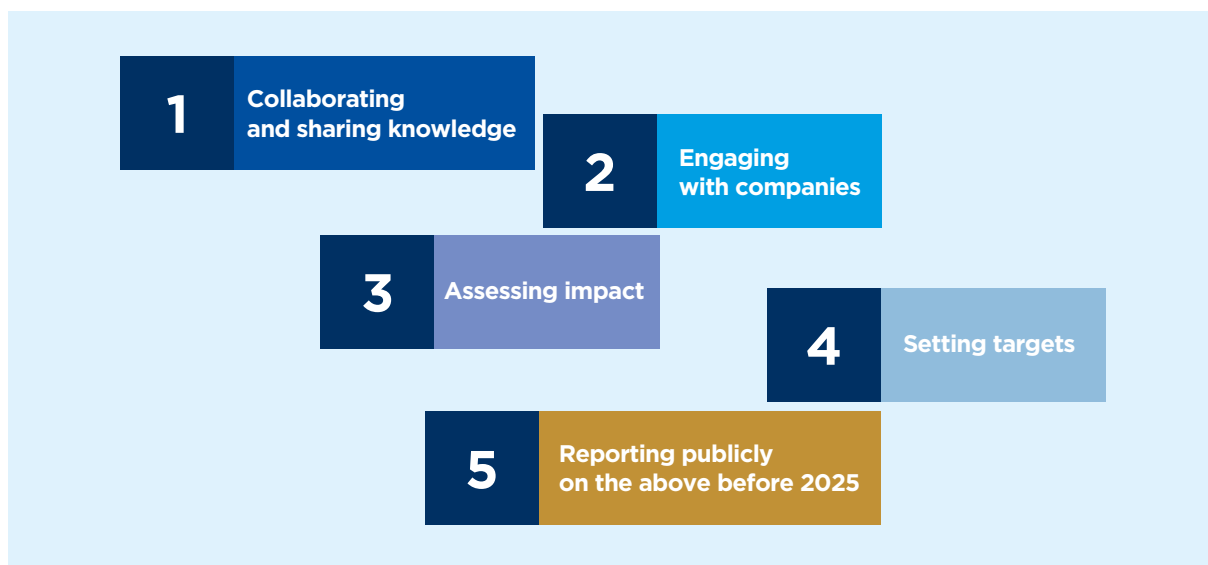 1
Collaborating
and sharing knowledge
2
Engaging
with companies
3
Assessing impact
4
Setting targets
5
Reporting publicly
on the above before 2025